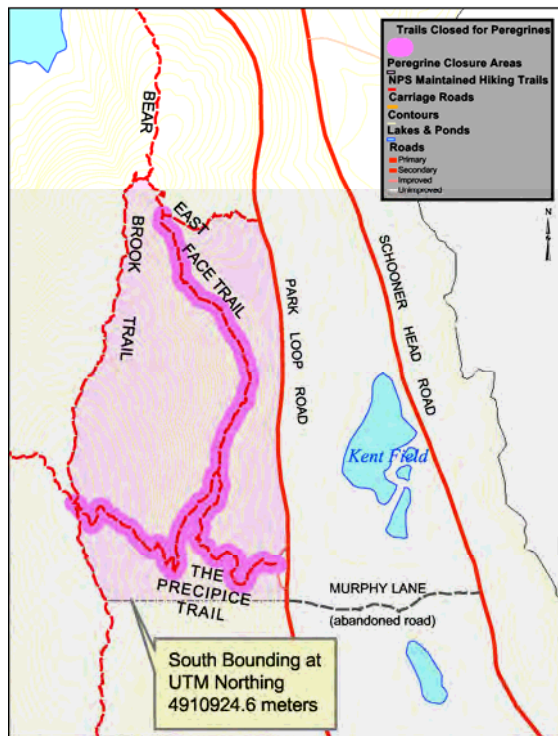 Trails Closed for Peregrines
Peregrine Closure Areas
NPS Maintained Hiking Trails
Carriage Roads
Contours
Lakes & Ponds
Roads
Primary
Secondary
Improved
Unimproved
N
BEAR
BROOK
TRAIL
EAST
FACE TRAIL
PARK
LOOP
ROAD
SCHOONER
HEAD
ROAD
Kent Field
THE
PRECIPICE
TRAIL
MURPHY LANE
(abandoned road)
South Bounding at
UTM Northing
4910924.6 meters